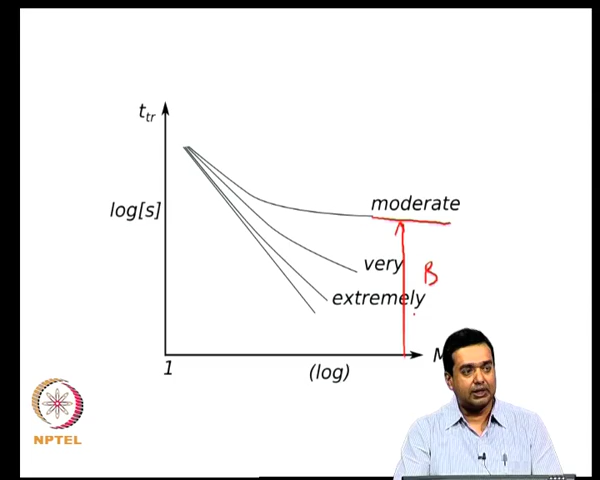 t_tr
log[s]
moderate
very
B
extremely
1
(log)
M
NPTEL